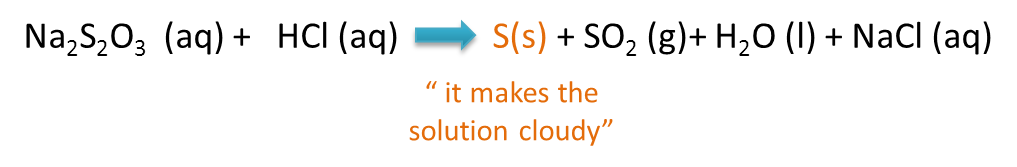 Na₂S₂O₃ (aq) + HCl (aq) S(s) + SO₂ (g)+ H₂O (l) + NaCl (aq)
“ it makes the
solution cloudy”